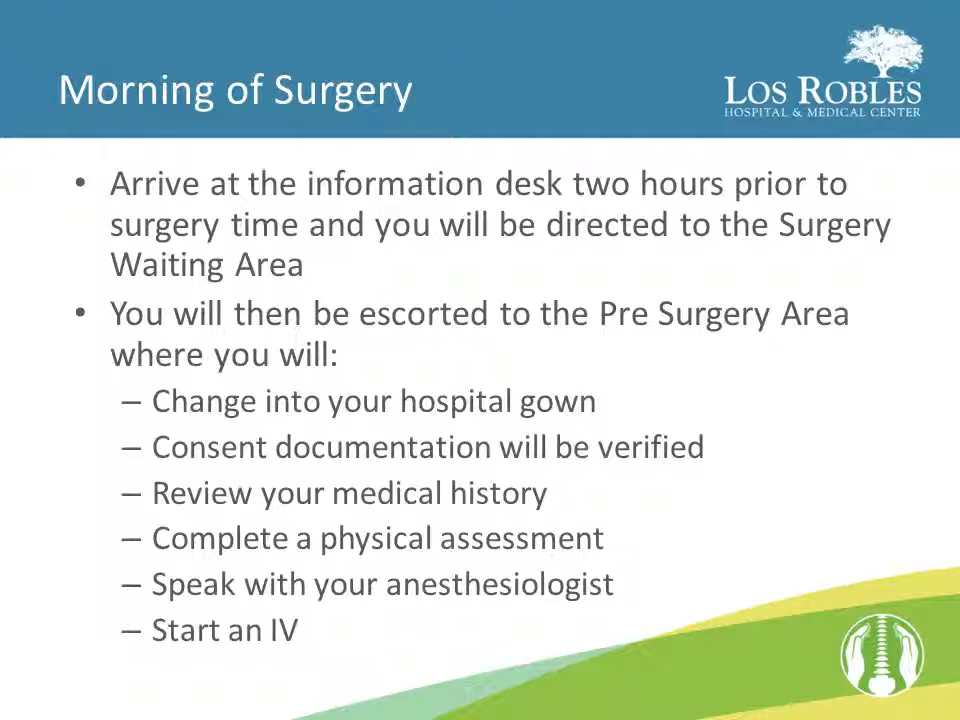 Morning of Surgery
LOS ROBLES
HOSPITAL & MEDICAL CENTER
• Arrive at the information desk two hours prior to
surgery time and you will be directed to the Surgery
Waiting Area
• You will then be escorted to the Pre Surgery Area
where you will:
– Change into your hospital gown
– Consent documentation will be verified
– Review your medical history
– Complete a physical assessment
– Speak with your anesthesiologist
– Start an IV